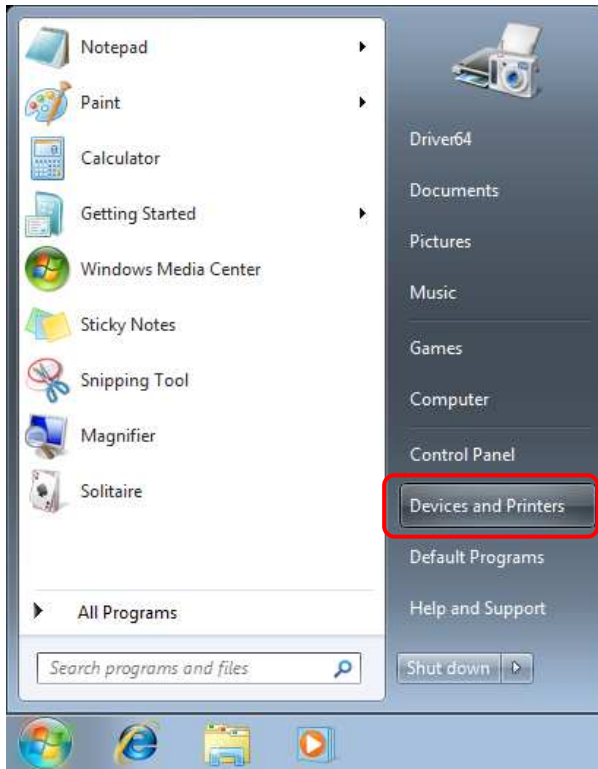 Notepad
Paint
Calculator
Getting Started
Windows Media Center
Sticky Notes
Snipping Tool
Magnifier
Solitaire
All Programs
Search programs and files
Driver64
Documents
Pictures
Music
Games
Computer
Control Panel
Devices and Printers
Default Programs
Help and Support
Shut down